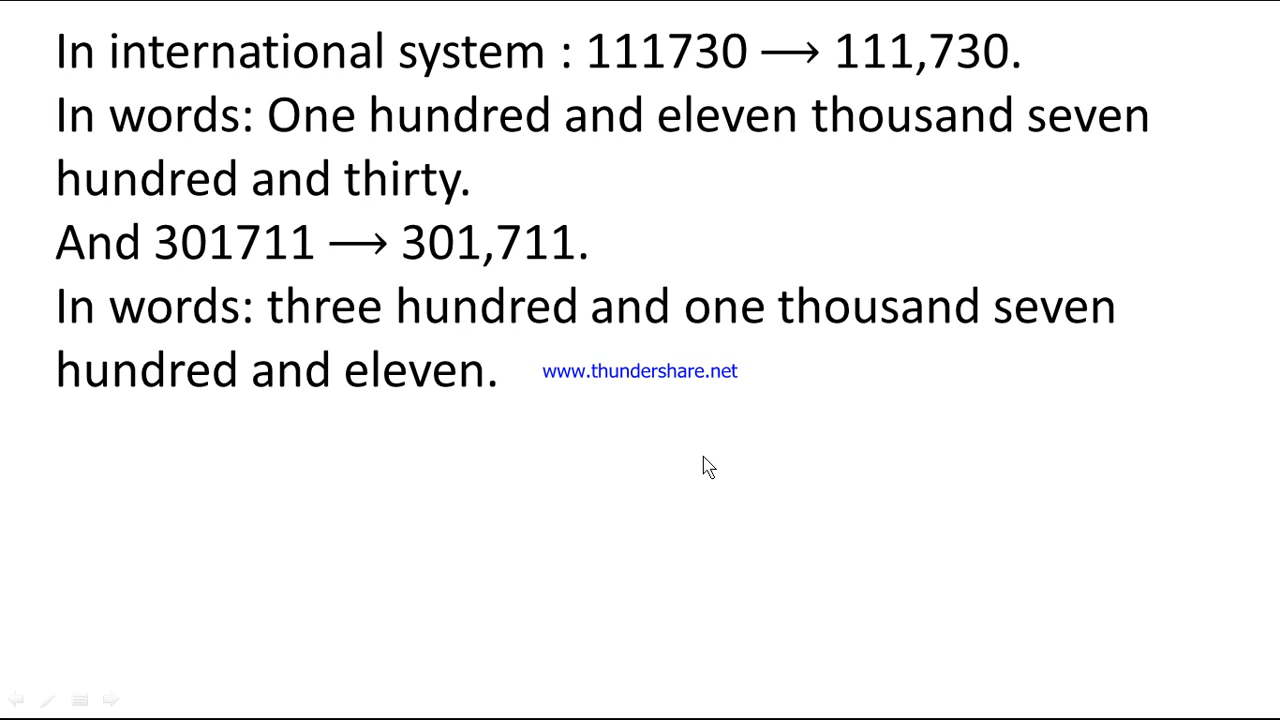 In international system : 111730 ⟶ 111,730.
In words: One hundred and eleven thousand seven
hundred and thirty.
And 301711 ⟶ 301,711.
In words: three hundred and one thousand seven
hundred and eleven. www.thundershare.net